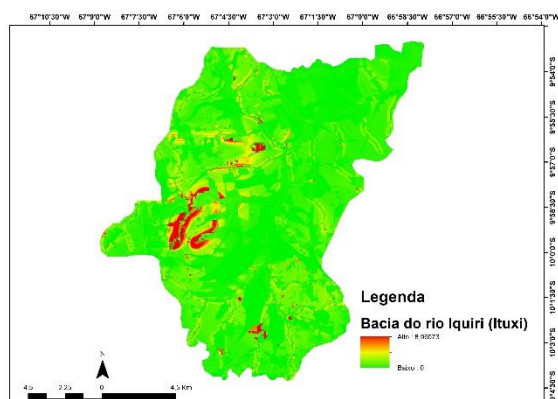 67°10'30"O 67°9'0"O 67°7'30"O 67°6'0"O 67°4'30"O 67°3'0"O 67°1'30"O 67°0'0"O 66°58'30"O 66°57'0"O 66°55'30"O 66°54'0"O
9°54'0"S
9°55'30"S
9°57'0"S
9°58'30"S
10°0'0"S
10°1'30"S
10°3'0"S
10°4'30"S
Legenda
Bacia do rio Iquiri (Ituxi)
Alto : 8,96073
Baixo : 0
N
4,5 2,25 0 4,5 Km